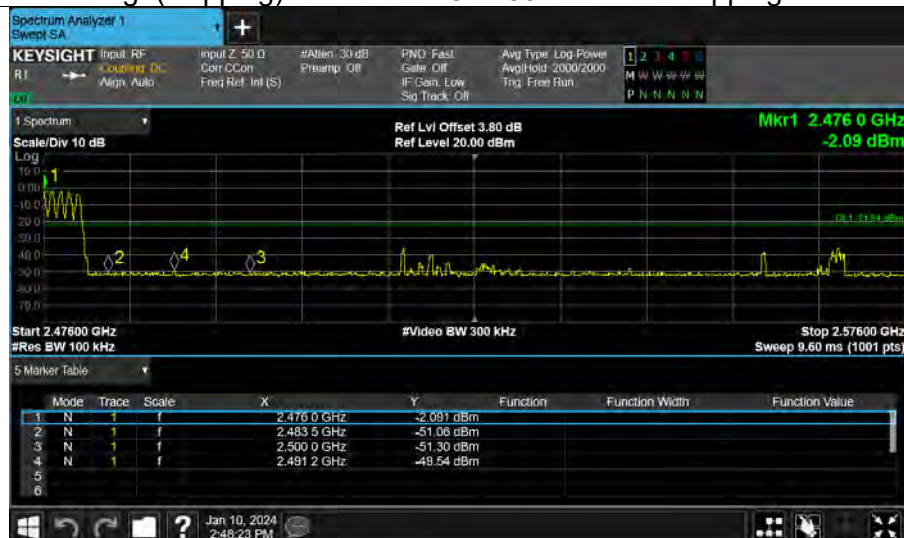 Spectrum Analyzer 1
Swept SA
+
KEYSIGHT Input: RF Input Z: 50 Ω #Atten: 30 dB PNO: Fast Avg Type: Log-Power 1 2 3 4 5 6
R L Coupling: DC Corr CCorr Preamp: Off Gate: Off Avg|Hold: 2000/2000 M W W W W W
Align: Auto Freq Ref: Int (S) IF Gain: Low Trig: Free Run P N N N N N
Sig Track: Off
1 Spectrum Ref Lvl Offset 3.80 dB Mkr1 2.476 0 GHz
Scale/Div 10 dB Ref Level 20.00 dBm -2.09 dBm
Log
10.0 1
0.00
-10.0
-20.0 DL1 -21.84 dBm
-30.0
-40.0 2 4 3
-50.0
-60.0
-70.0
Start 2.47600 GHz #Video BW 300 kHz Stop 2.57600 GHz
#Res BW 100 kHz Sweep 9.60 ms (1001 pts)
5 Marker Table
Mode Trace Scale X Y Function Function Width Function Value
1 N 1 f 2.476 0 GHz -2.091 dBm
2 N 1 f 2.483 5 GHz -51.06 dBm
3 N 1 f 2.500 0 GHz -51.30 dBm
4 N 1 f 2.491 2 GHz -49.54 dBm
5
6
? Jan 10, 2024
2:48:23 PM